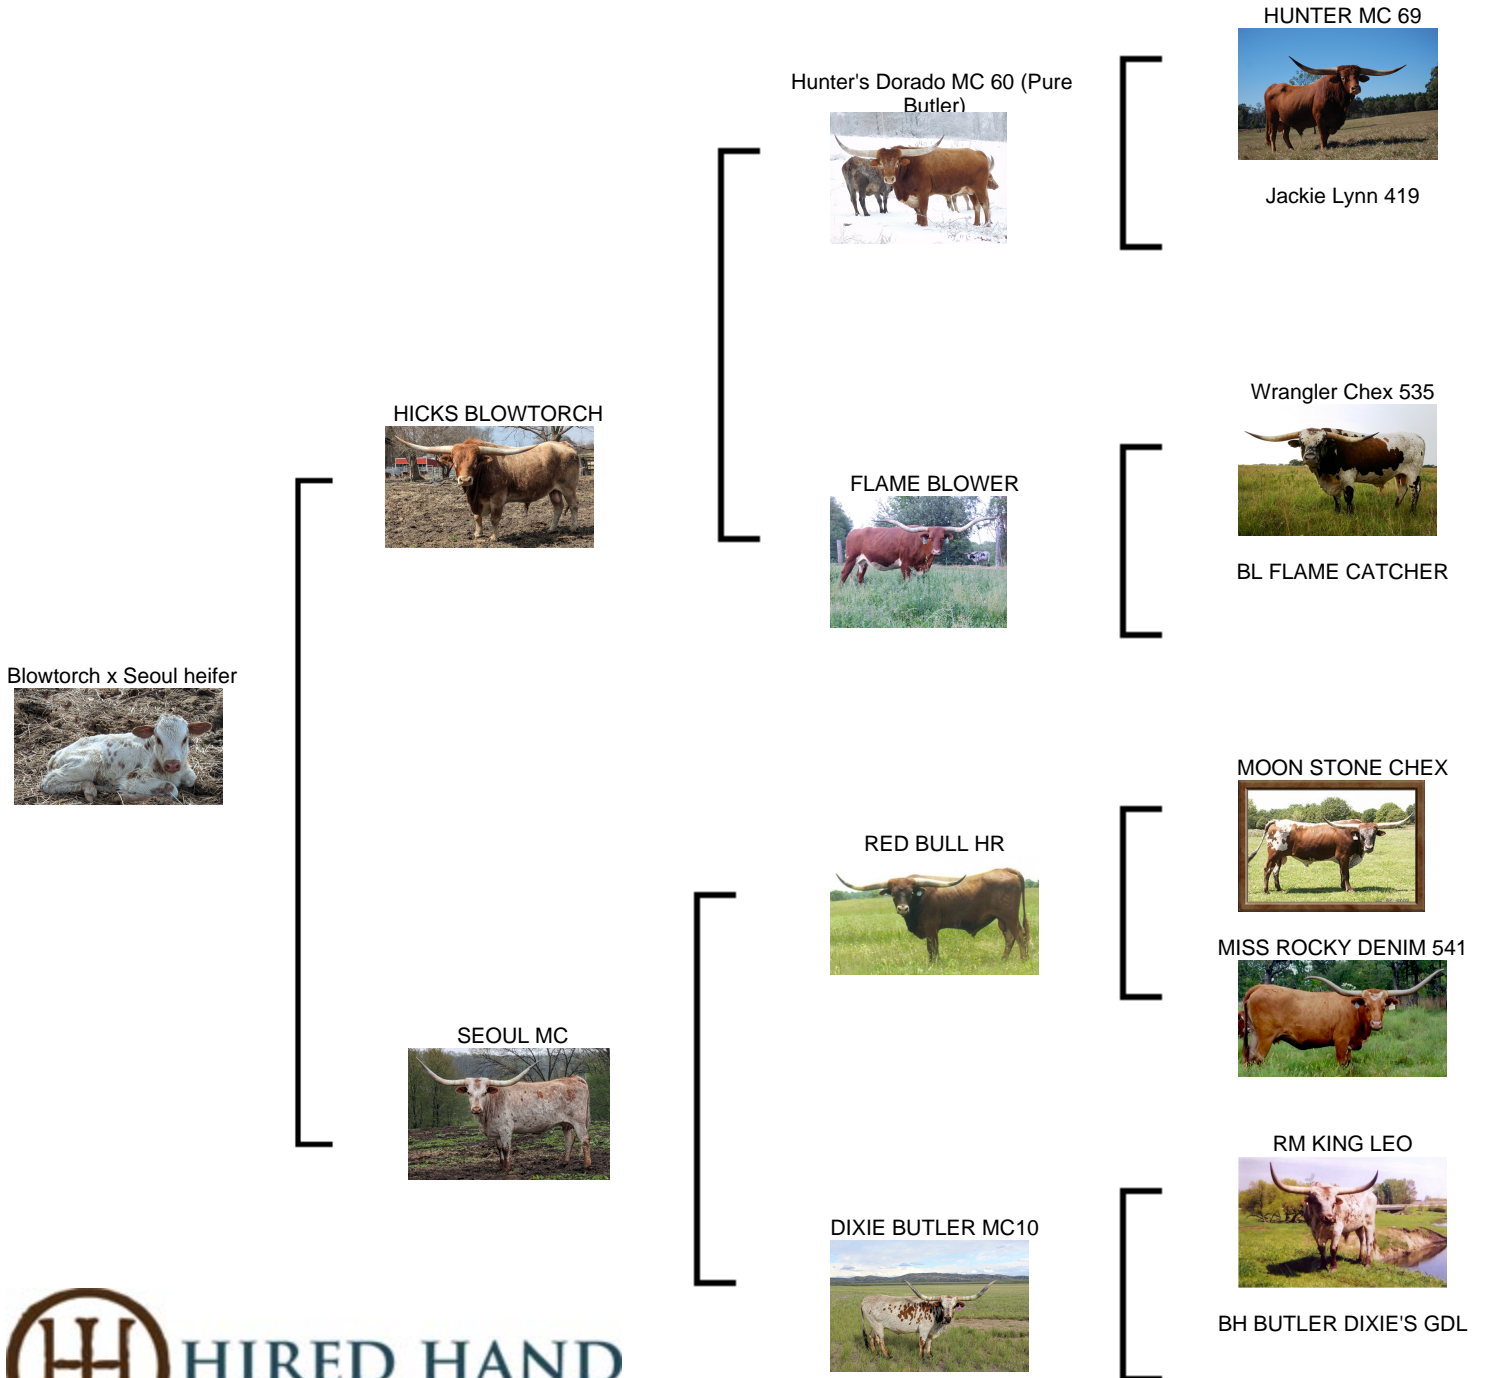 HUNTER MC 69
Hunter's Dorado MC 60 (Pure
Butler)
Jackie Lynn 419
HICKS BLOWTORCH
Wrangler Chex 535
FLAME BLOWER
BL FLAME CATCHER
Blowtorch x Seoul heifer
MOON STONE CHEX
RED BULL HR
MISS ROCKY DENIM 541
SEOUL MC
RM KING LEO
DIXIE BUTLER MC10
BH BUTLER DIXIE'S GDL
HIRED HAND